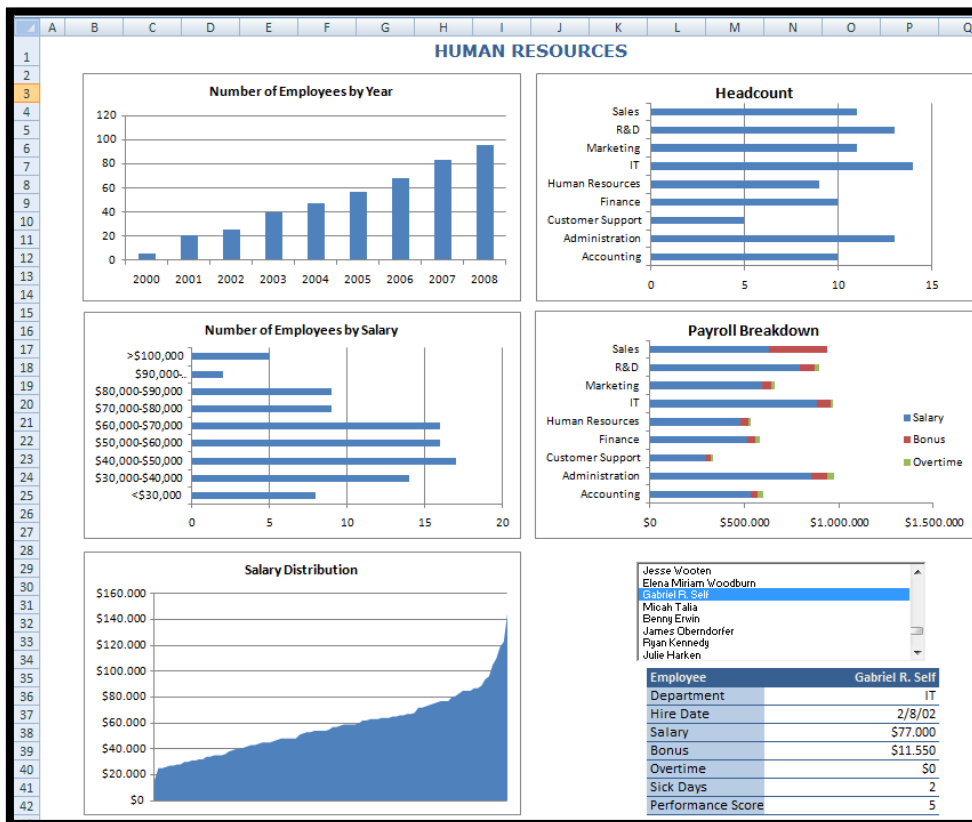 A B C D E F G H I J K L M N O P Q
1
2
3
4
5
6
7
8
9
10
11
12
13
14
15
16
17
18
19
20
21
22
23
24
25
26
27
28
29
30
31
32
33
34
35
36
37
38
39
40
41
42
HUMAN RESOURCES
Number of Employees by Year
120
100
80
60
40
20
0
2000 2001 2002 2003 2004 2005 2006 2007 2008
Headcount
Sales
R&D
Marketing
IT
Human Resources
Finance
Customer Support
Administration
Accounting
0 5 10 15
Number of Employees by Salary
>$100,000
$90,000-...
$80,000-$90,000
$70,000-$80,000
$60,000-$70,000
$50,000-$60,000
$40,000-$50,000
$30,000-$40,000
<$30,000
0 5 10 15 20
Payroll Breakdown
Sales
R&D
Marketing
IT
Human Resources
Finance
Customer Support
Administration
Accounting
$0 $500.000 $1.000.000 $1.500.000
Salary
Bonus
Overtime
Salary Distribution
$160.000
$140.000
$120.000
$100.000
$80.000
$60.000
$40.000
$20.000
$0
Jesse Wooten
Elena Miriam Woodburn
Gabriel R. Self
Micah Talia
Benny Erwin
James Oberndorfer
Ryan Kennedy
Julie Harken
Employee Gabriel R. Self
Department IT
Hire Date 2/8/02
Salary $77.000
Bonus $11.550
Overtime $0
Sick Days 2
Performance Score 5